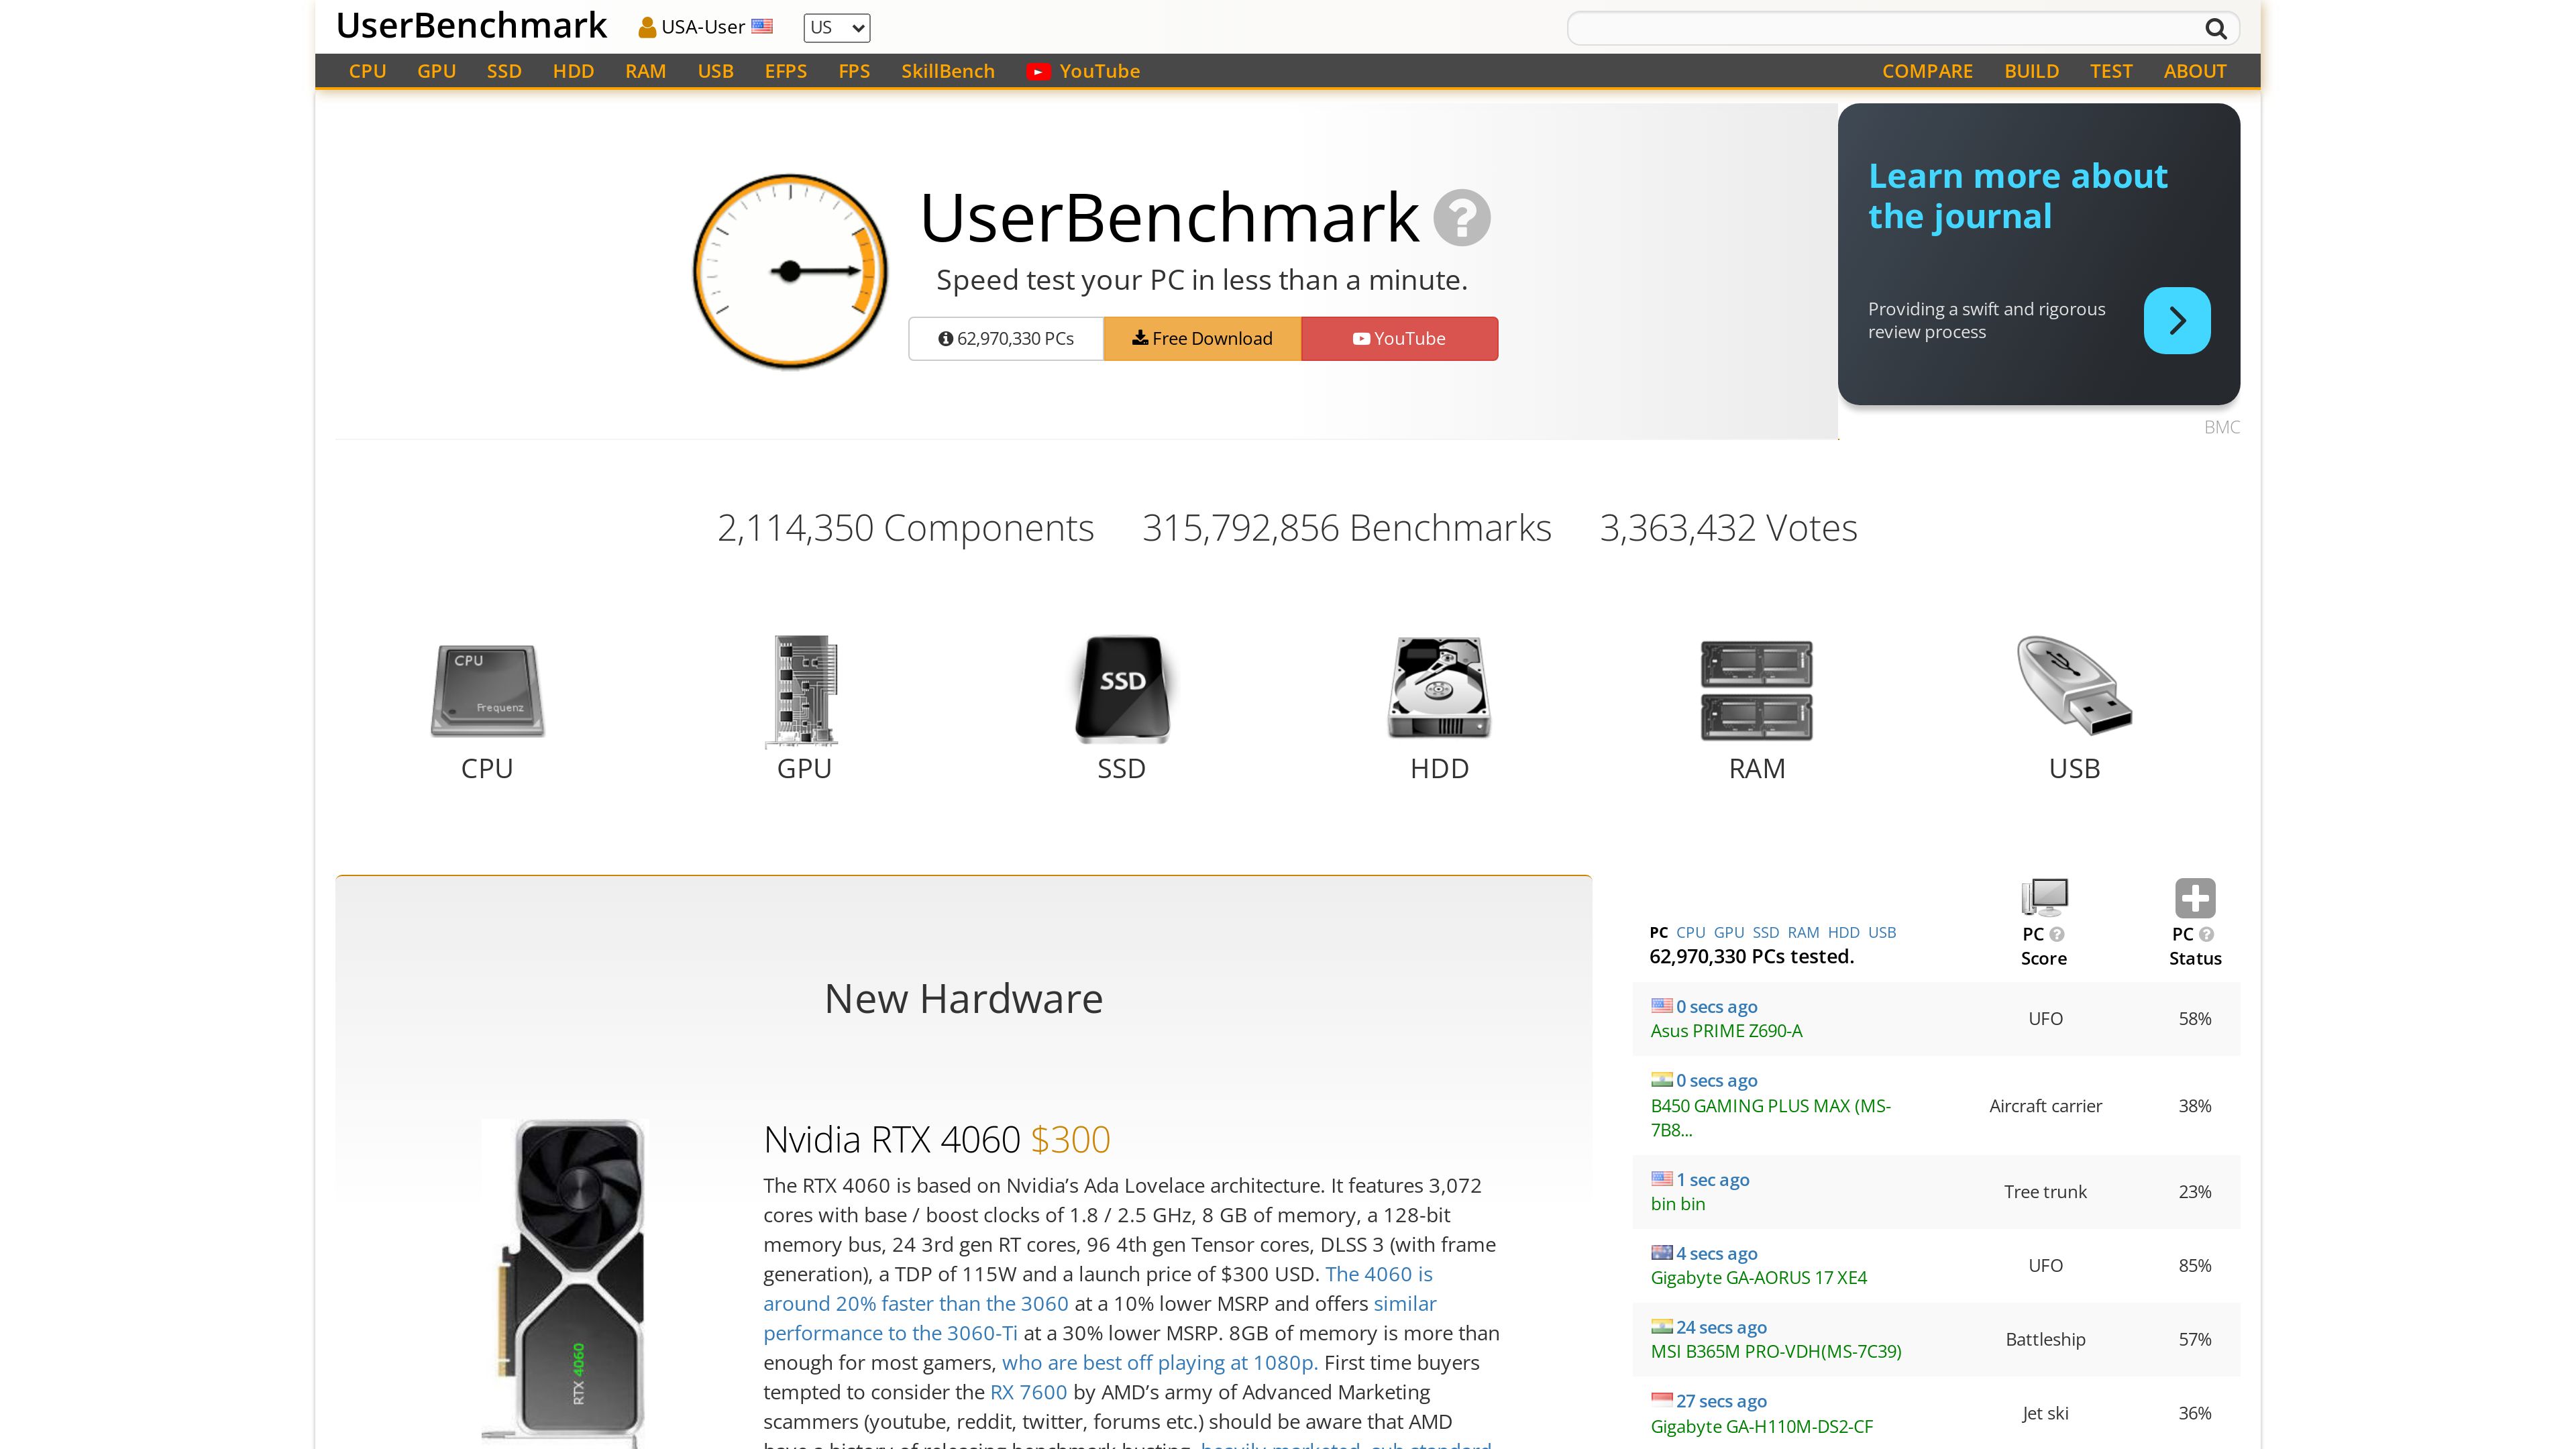 UserBenchmark
USA-User
US
CPU GPU SSD HDD RAM USB EFPS FPS SkillBench YouTube
COMPARE BUILD TEST ABOUT
UserBenchmark ?
Speed test your PC in less than a minute.
62,970,330 PCs
Free Download
YouTube
Learn more about
the journal
Providing a swift and rigorous
review process
BMC
2,114,350 Components 315,792,856 Benchmarks 3,363,432 Votes
CPU
Frequenz
SSD
CPU GPU SSD HDD RAM USB
New Hardware
RTX 4060
Nvidia RTX 4060 $300
The RTX 4060 is based on Nvidia’s Ada Lovelace architecture. It features 3,072
cores with base / boost clocks of 1.8 / 2.5 GHz, 8 GB of memory, a 128-bit
memory bus, 24 3rd gen RT cores, 96 4th gen Tensor cores, DLSS 3 (with frame
generation), a TDP of 115W and a launch price of $300 USD. The 4060 is
around 20% faster than the 3060 at a 10% lower MSRP and offers similar
performance to the 3060-Ti at a 30% lower MSRP. 8GB of memory is more than
enough for most gamers, who are best off playing at 1080p. First time buyers
tempted to consider the RX 7600 by AMD’s army of Advanced Marketing
scammers (youtube, reddit, twitter, forums etc.) should be aware that AMD
have a history of releasing benchmark busting, heavily marketed, sub standard
PC CPU GPU SSD RAM HDD USB
62,970,330 PCs tested.
PC ?
Score
PC ?
Status
0 secs ago
Asus PRIME Z690-A
UFO
58%
0 secs ago
B450 GAMING PLUS MAX (MS-
7B8...
Aircraft carrier
38%
1 sec ago
bin bin
Tree trunk
23%
4 secs ago
Gigabyte GA-AORUS 17 XE4
UFO
85%
24 secs ago
MSI B365M PRO-VDH(MS-7C39)
Battleship
57%
27 secs ago
Gigabyte GA-H110M-DS2-CF
Jet ski
36%